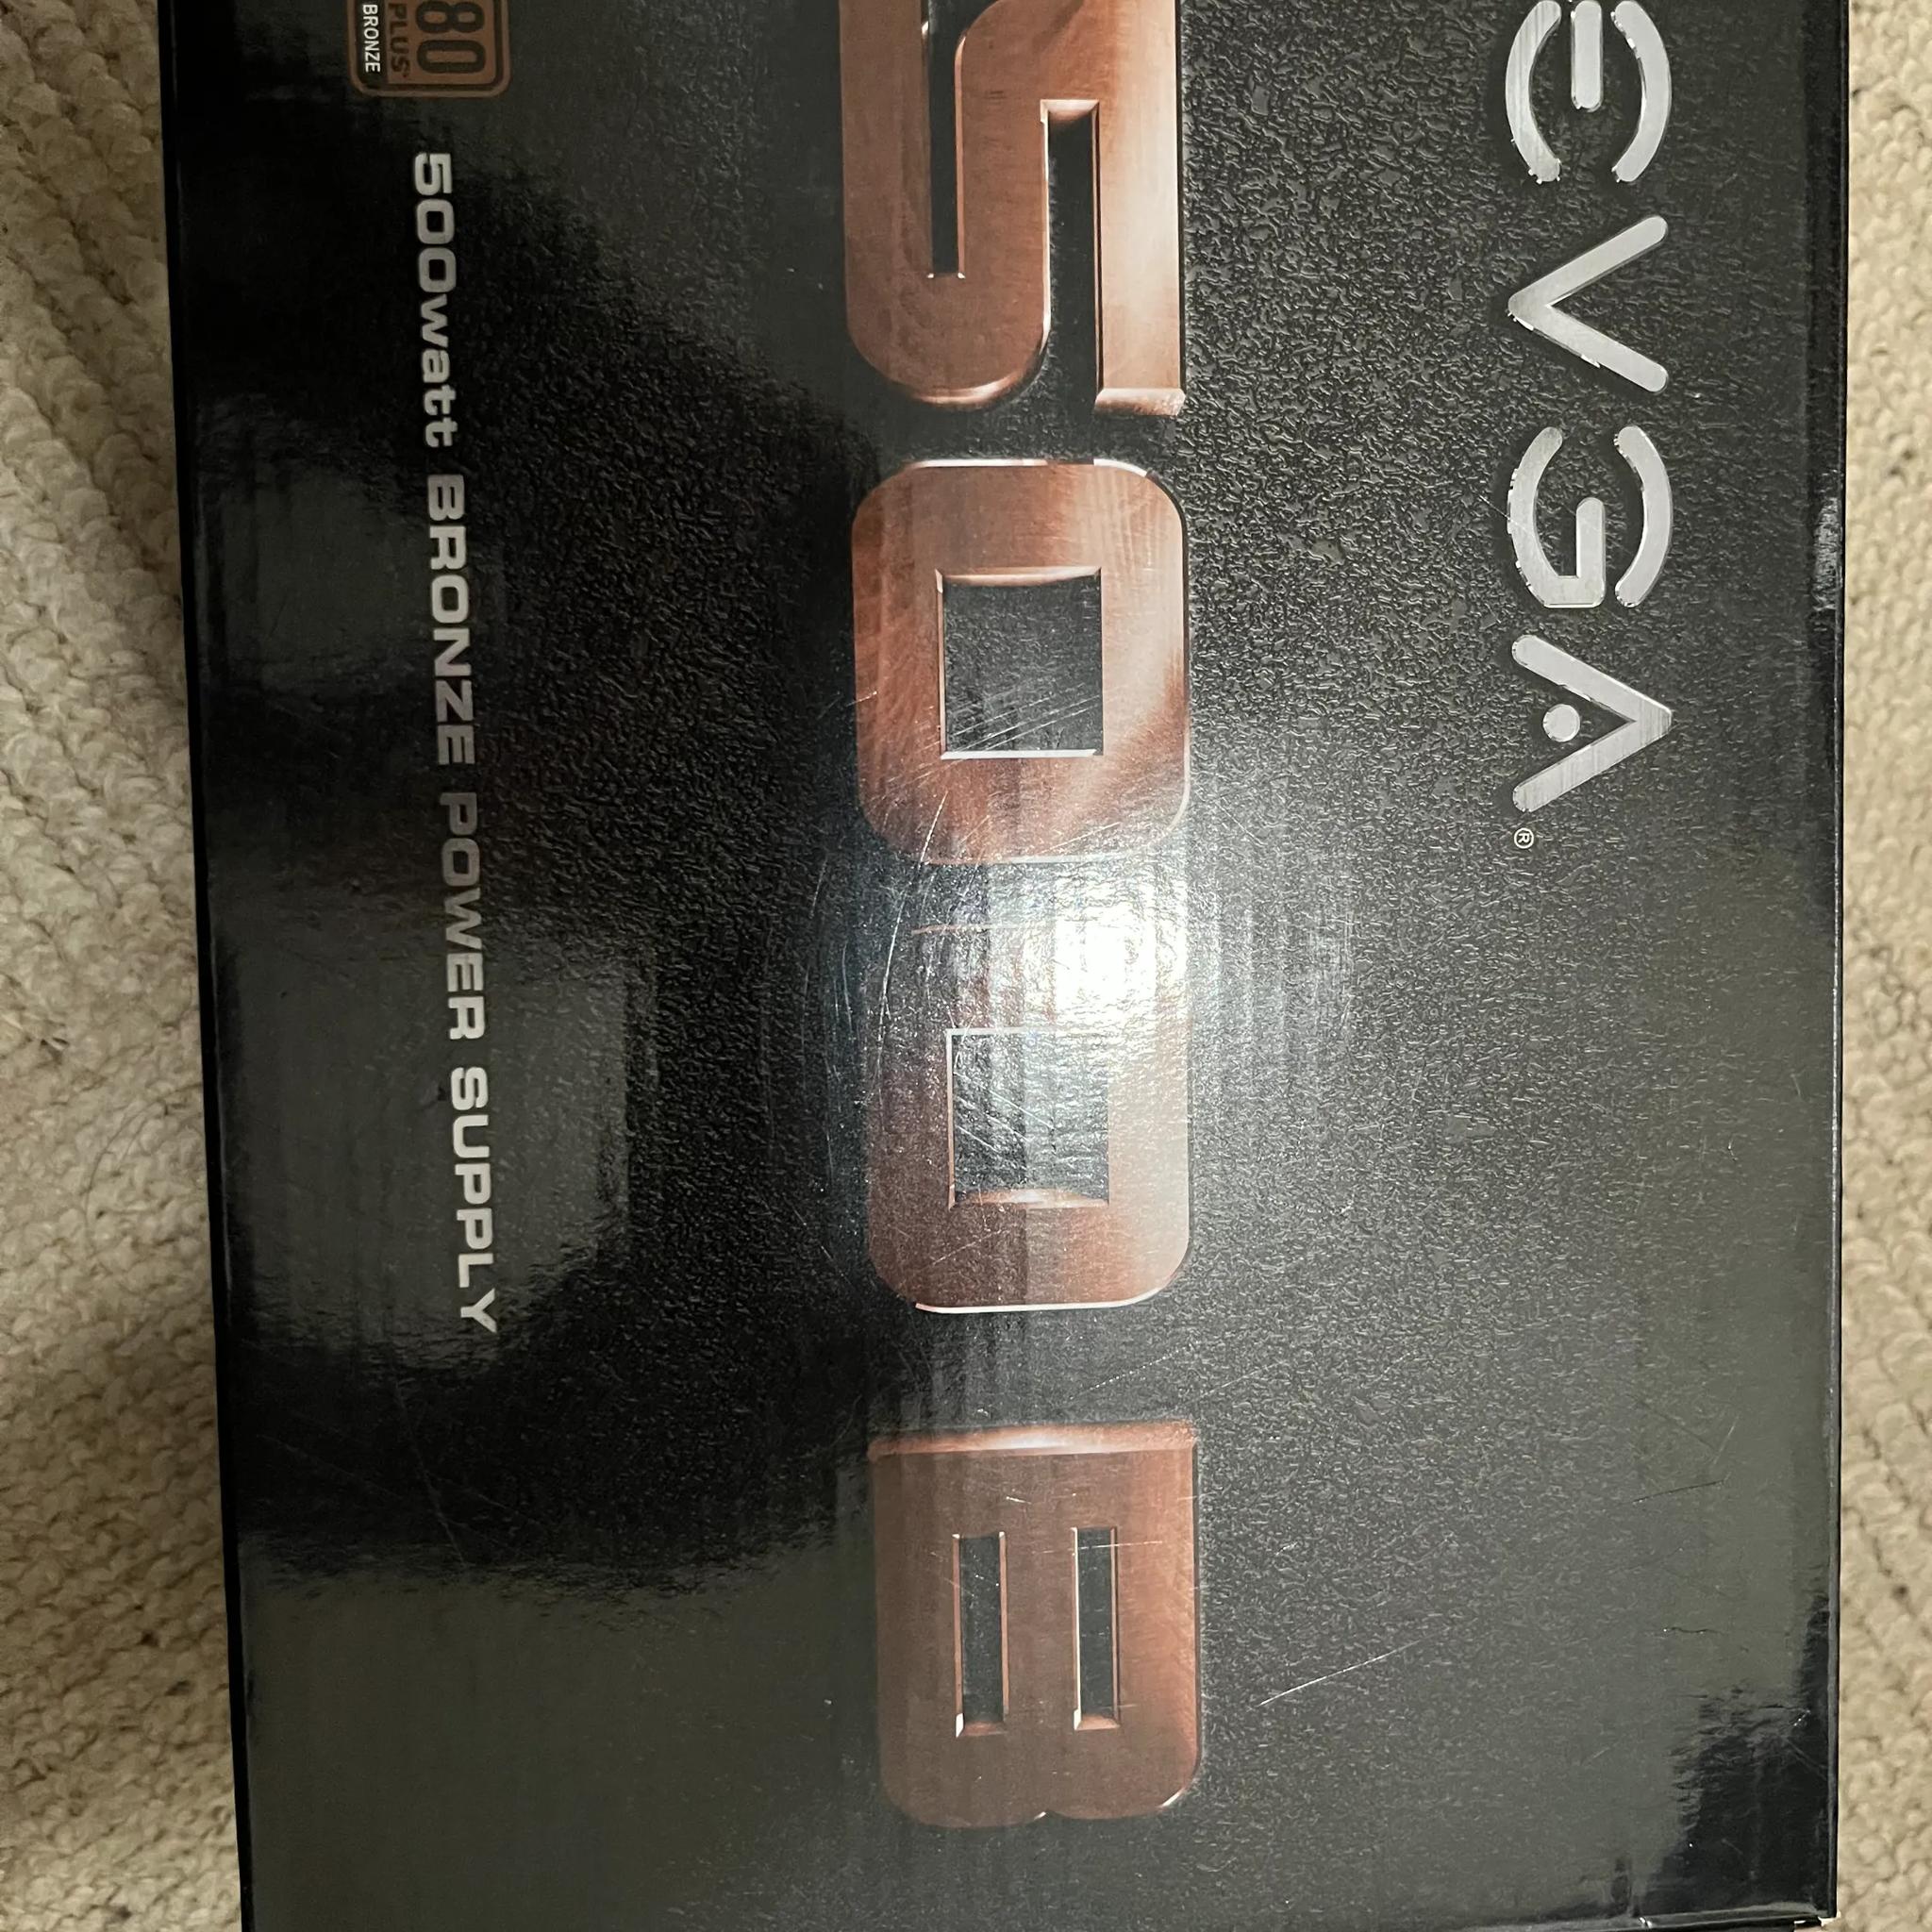 EVGA®
500 B
80 PLUS BRONZE
500watt BRONZE POWER SUPPLY